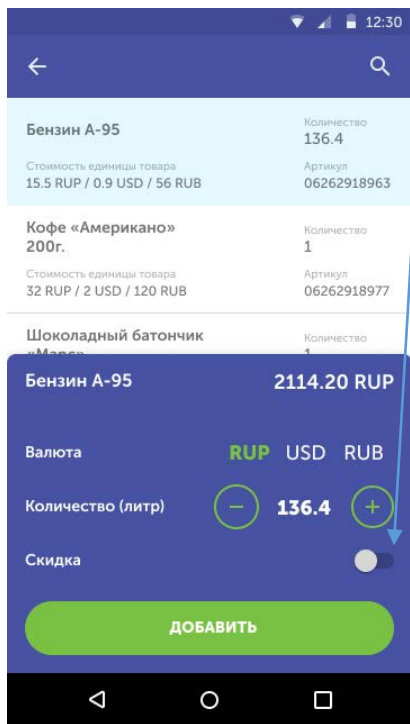 12:30
Бензин А-95
Количество
136.4
Стоимость единицы товара
15.5 RUP / 0.9 USD / 56 RUB
Артикул
06262918963
Кофе «Американо»
200г.
Количество
1
Стоимость единицы товара
32 RUP / 2 USD / 120 RUB
Артикул
06262918977
Шоколадный батончик
«Марс»
Количество
1
Бензин А-95
2114.20 RUP
Валюта
RUP USD RUB
Количество (литр)
136.4
Скидка
ДОБАВИТЬ